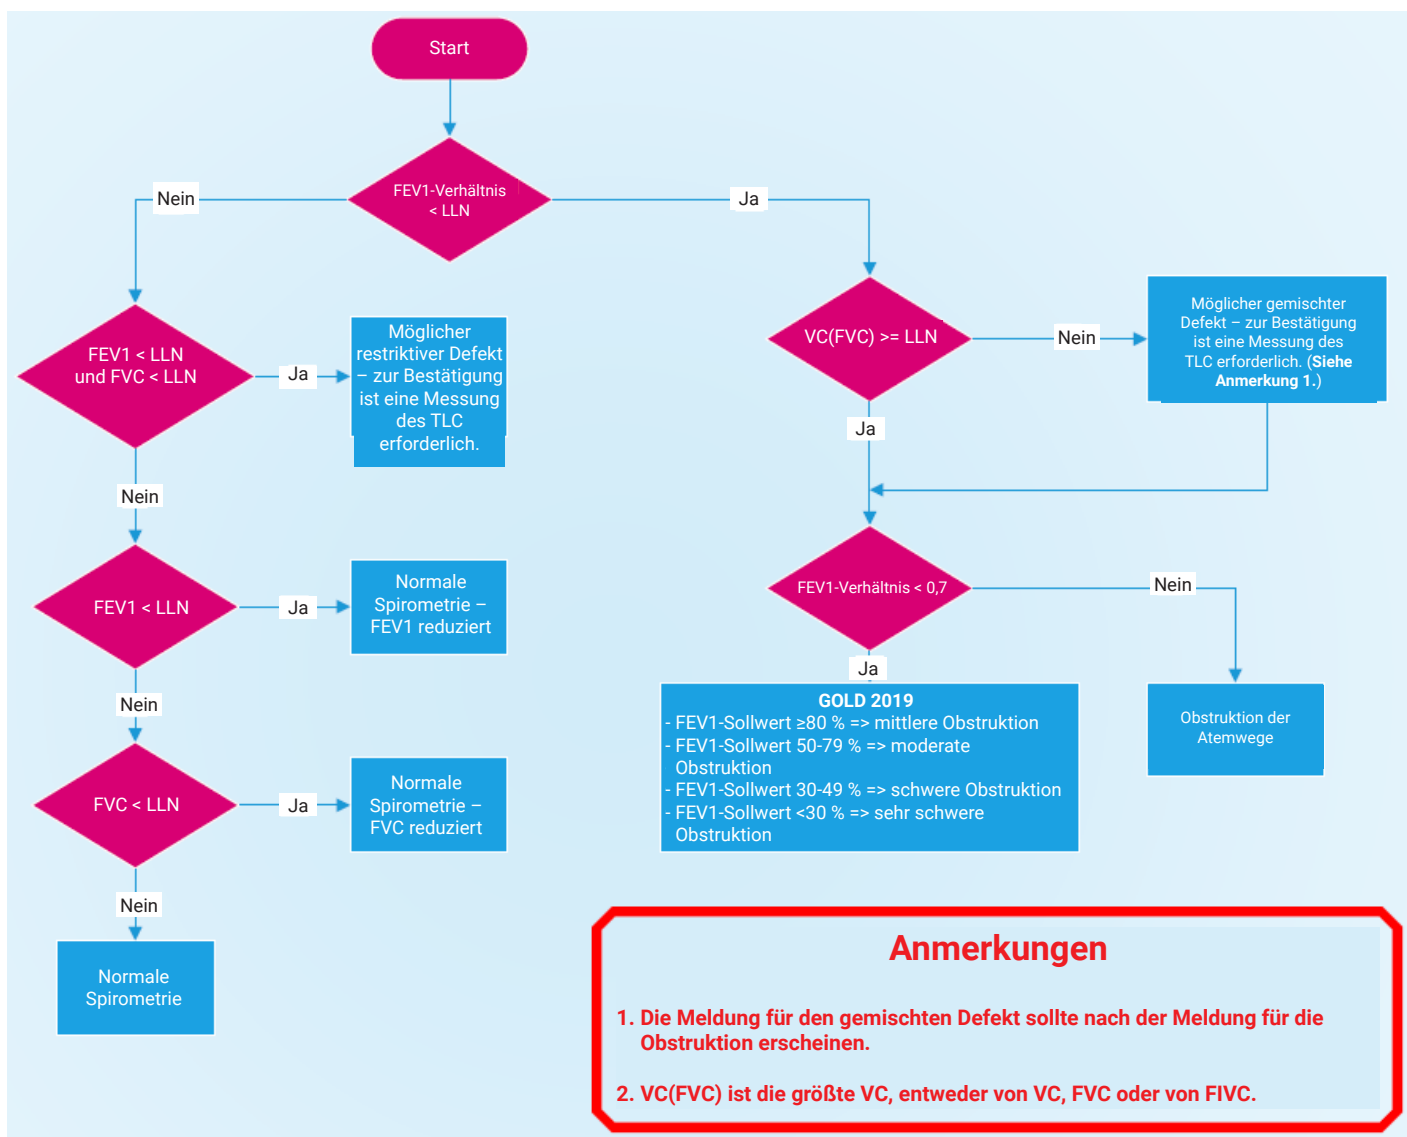 Start
FEV1-Verhältnis
< LLN
Nein
Ja
FEV1 < LLN
und FVC < LLN
Ja
Möglicher
restriktiver Defekt
– zur Bestätigung
ist eine Messung
des TLC
erforderlich.
VC(FVC) >= LLN
Nein
Möglicher gemischter
Defekt – zur Bestätigung
ist eine Messung des
TLC erforderlich. (Siehe
Anmerkung 1.)
Ja
Nein
FEV1 < LLN
Ja
Normale
Spirometrie –
FEV1 reduziert
FEV1-Verhältnis < 0,7
Nein
Ja
Obstruktion der
Atemwege
GOLD 2019
- FEV1-Sollwert ≥80 % => mittlere Obstruktion
- FEV1-Sollwert 50-79 % => moderate
Obstruktion
- FEV1-Sollwert 30-49 % => schwere Obstruktion
- FEV1-Sollwert <30 % => sehr schwere
Obstruktion
Nein
FVC < LLN
Ja
Normale
Spirometrie –
FVC reduziert
Nein
Normale
Spirometrie
Anmerkungen
1. Die Meldung für den gemischten Defekt sollte nach der Meldung für die
Obstruktion erscheinen.
2. VC(FVC) ist die größte VC, entweder von VC, FVC oder von FIVC.